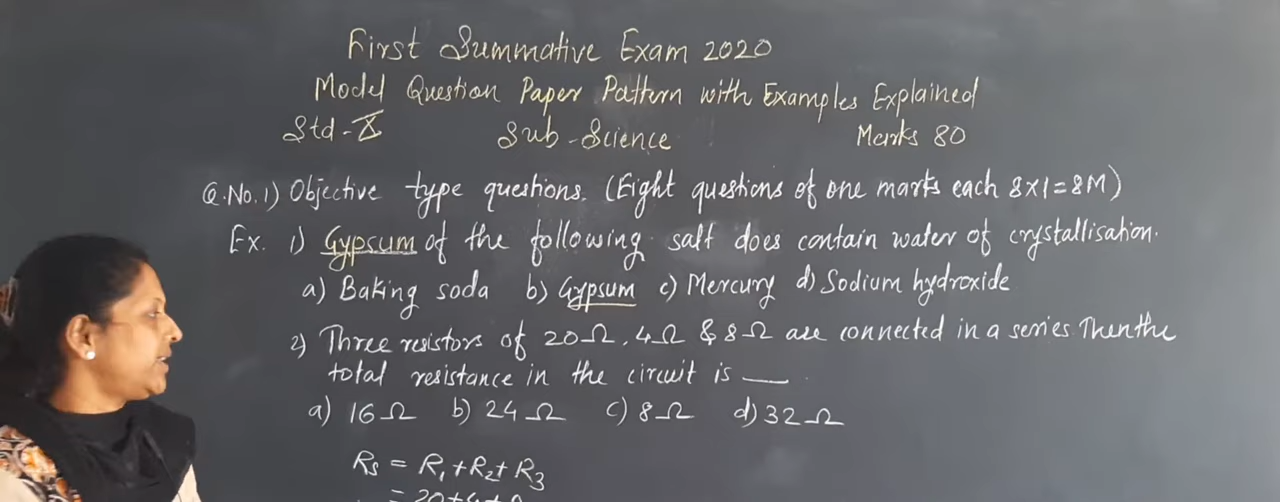 First Summative Exam 2020
Model Question Paper Pattern with Examples Explained
Std-X Sub-Science Marks 80
Q.No.1) Objective type questions. (Eight questions of one marks each 8x1=8M)
Ex. 1) Gypsum of the following salt does contain water of crystallisation.
a) Baking soda b) Gypsum c) Mercury d) Sodium hydroxide
2) Three resistors of 20Ω, 4Ω & 8Ω are connected in a series Then the
total resistance in the circuit is —
a) 16Ω b) 24Ω c) 8Ω d) 32Ω
Rs = R1+R2+R3
= 20+4+